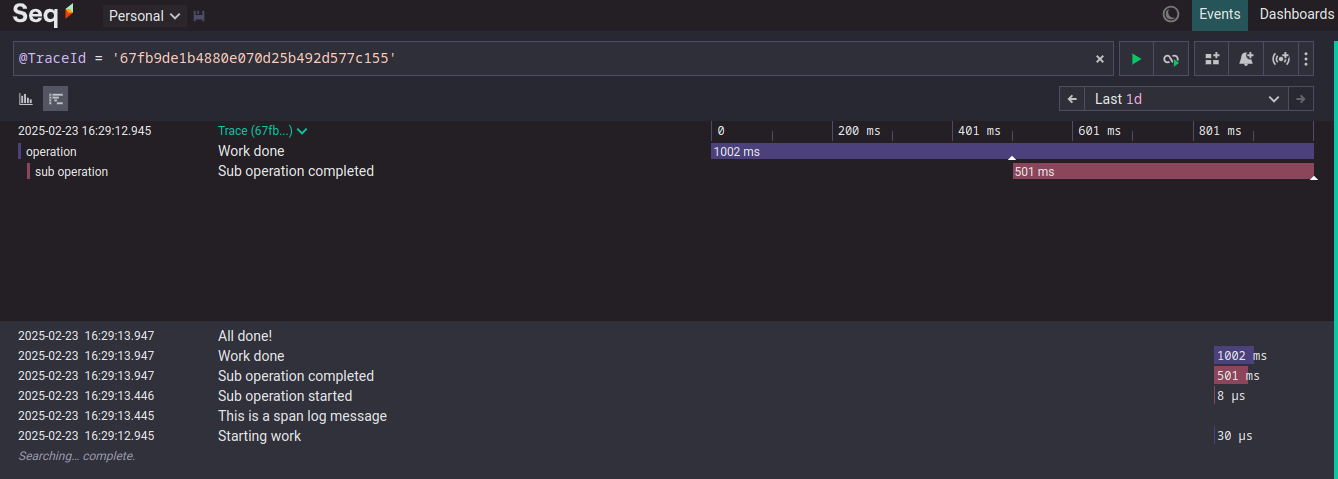 Seq Personal Events Dashboards
@TraceId = '67fb9de1b4880e070d25b492d577c155' ×
Last 1d
2025-02-23 16:29:12.945 Trace (67fb...) 0 200 ms 401 ms 601 ms 801 ms
operation Work done 1002 ms
sub operation Sub operation completed 501 ms
2025-02-23 16:29:13.947 All done!
2025-02-23 16:29:13.947 Work done 1002 ms
2025-02-23 16:29:13.947 Sub operation completed 501 ms
2025-02-23 16:29:13.446 Sub operation started 8 µs
2025-02-23 16:29:13.445 This is a span log message
2025-02-23 16:29:12.945 Starting work 30 µs
Searching... complete.